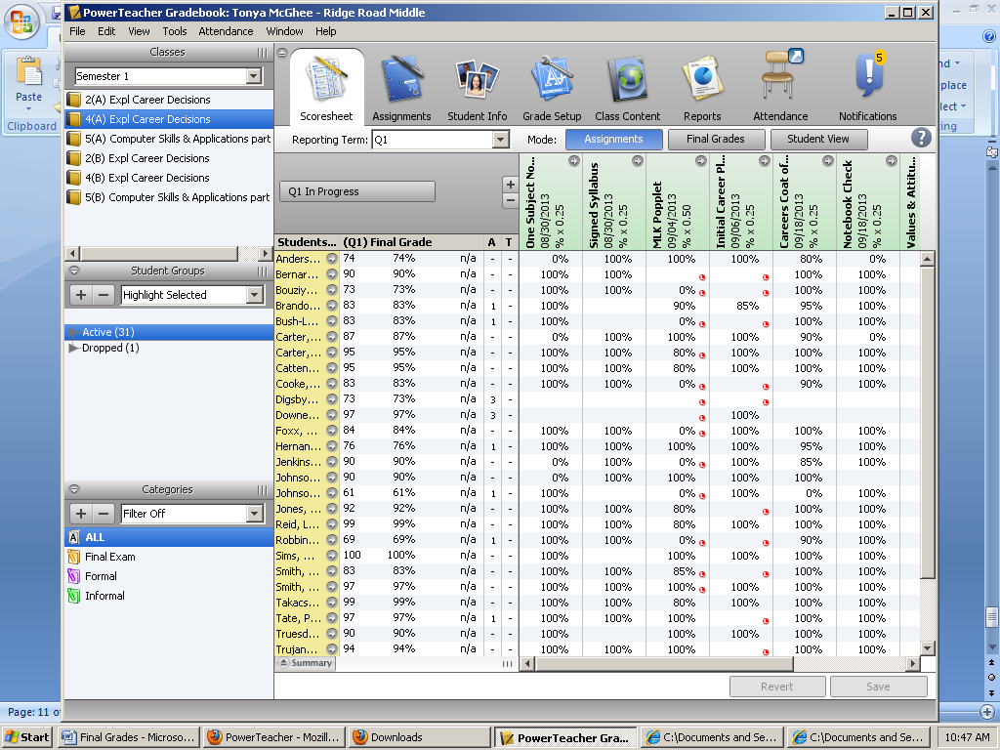 PowerTeacher Gradebook: Tonya McGhee - Ridge Road Middle
File Edit View Tools Attendance Window Help
Paste
Clipboard
Classes
Semester 1
2(A) Expl Career Decisions
4(A) Expl Career Decisions
5(A) Computer Skills & Applications part
2(B) Expl Career Decisions
4(B) Expl Career Decisions
5(B) Computer Skills & Applications part
Student Groups
Highlight Selected
Active (31)
Dropped (1)
Categories
Filter Off
ALL
Final Exam
Formal
Informal
Scoresheet Assignments Student Info Grade Setup Class Content Reports Attendance 5 Notifications
Reporting Term: Q1 Mode: Assignments Final Grades Student View
Q1 In Progress
One Subject No... 08/30/2013 % x 0.25
Signed Syllabus 08/30/2013 % x 0.25
MLK Popplet 09/04/2013 % x 0.50
Initial Career Pl... 09/06/2013 % x 0.25
Careers Coat of... 09/18/2013 % x 0.25
Notebook Check 09/18/2013 % x 0.25
Values & Attitu...
Students... (Q1) Final Grade A T
Anders... 74 74% n/a - - 0% 100% 100% 100% 80% 0%
Bernar... 90 90% n/a - - 100% 100% 100% 100%
Bouziy... 73 73% n/a - - 100% 100% 0% 100% 100%
Brando... 83 83% n/a 1 - 100% 90% 85% 95% 100%
Bush-L... 83 83% n/a 1 - 100% 0% 100% 100%
Carter,... 87 87% n/a - - 0% 100% 100% 100% 90% 0%
Carter,... 95 95% n/a - - 100% 100% 80% 100% 100% 100%
Catten... 95 95% n/a - - 100% 100% 80% 100% 100% 100%
Cooke,... 83 83% n/a - - 100% 100% 0% 90% 100%
Digsby... 73 73% n/a 3 -
Downe... 97 97% n/a 3 - 100%
Foxx, ... 84 84% n/a - - 100% 100% 0% 100% 100% 100%
Hernan... 76 76% n/a 1 - 100% 100% 100% 100% 95% 100%
Jenkins... 90 90% n/a - - 0% 100% 0% 100% 85% 100%
Johnso... 90 90% n/a - - 0% 100% 100% 100% 100%
Johnso... 61 61% n/a 1 - 100% 0% 100% 0% 100%
Jones, ... 92 92% n/a - - 100% 100% 80% 100% 100%
Reid, L... 99 99% n/a - - 100% 100% 80% 100% 100% 100%
Robbin... 69 69% n/a 1 - 100% 100% 0% 90% 100%
Sims, ... 100 100% n/a - - 100% 100% 100% 100% 100%
Smith, ... 83 83% n/a - - 100% 100% 85% 100% 100%
Smith, ... 97 97% n/a - - 100% 100% 100% 100% 100% 100%
Takacs... 99 99% n/a - - 100% 100% 80% 100% 100% 100%
Tate, P... 97 97% n/a 1 - 100% 100% 100% 100% 100%
Truesd... 90 90% n/a - - 100% 100% 100% 100% 100%
Trujan... 94 94% n/a - - 100% 100% 100% 100% 100%
Summary
Revert Save
Page: 11 o
Start Final Grades - Microso... PowerTeacher - Mozill... Downloads PowerTeacher Gra... C:\Documents and Se... C:\Documents and Se... 10:47 AM